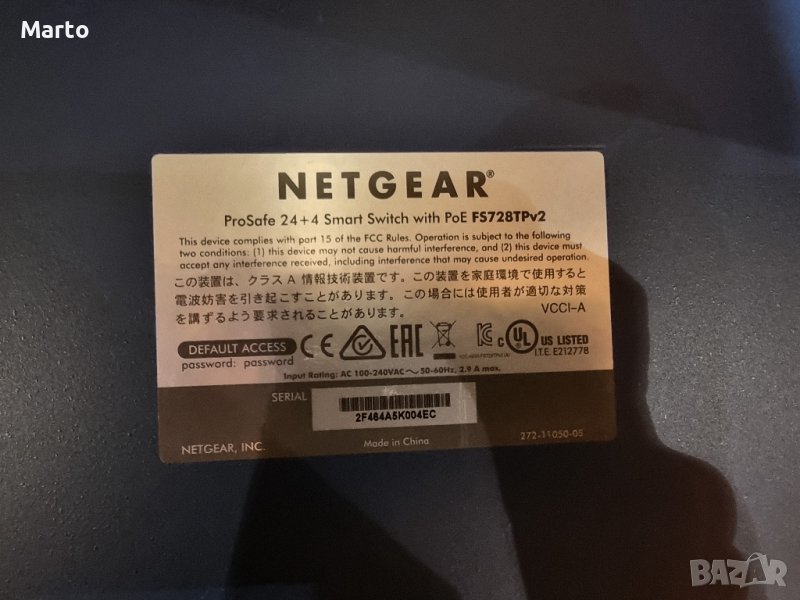 Marto
NETGEAR®
ProSafe 24+4 Smart Switch with PoE FS728TPv2
This device complies with part 15 of the FCC Rules. Operation is subject to the following
two conditions: (1) this device may not cause harmful interference, and (2) this device must
accept any interference received, including interference that may cause undesired operation.
この装置は、クラス A 情報技術装置です。この装置を家庭環境で使用すると
電波妨害を引き起こすことがあります。この場合には使用者が適切な対策
を講ずるよう要求されることがあります。 VCCI-A
DEFAULT ACCESS
password: password
CE EAC
c UL US LISTED
I.T.E. E212778
Input Rating: AC 100-240VAC～50-60Hz, 2.9 A max.
SERIAL
2F464A5K004EC
NETGEAR, INC.
Made in China
272-11050-05
BAZAR